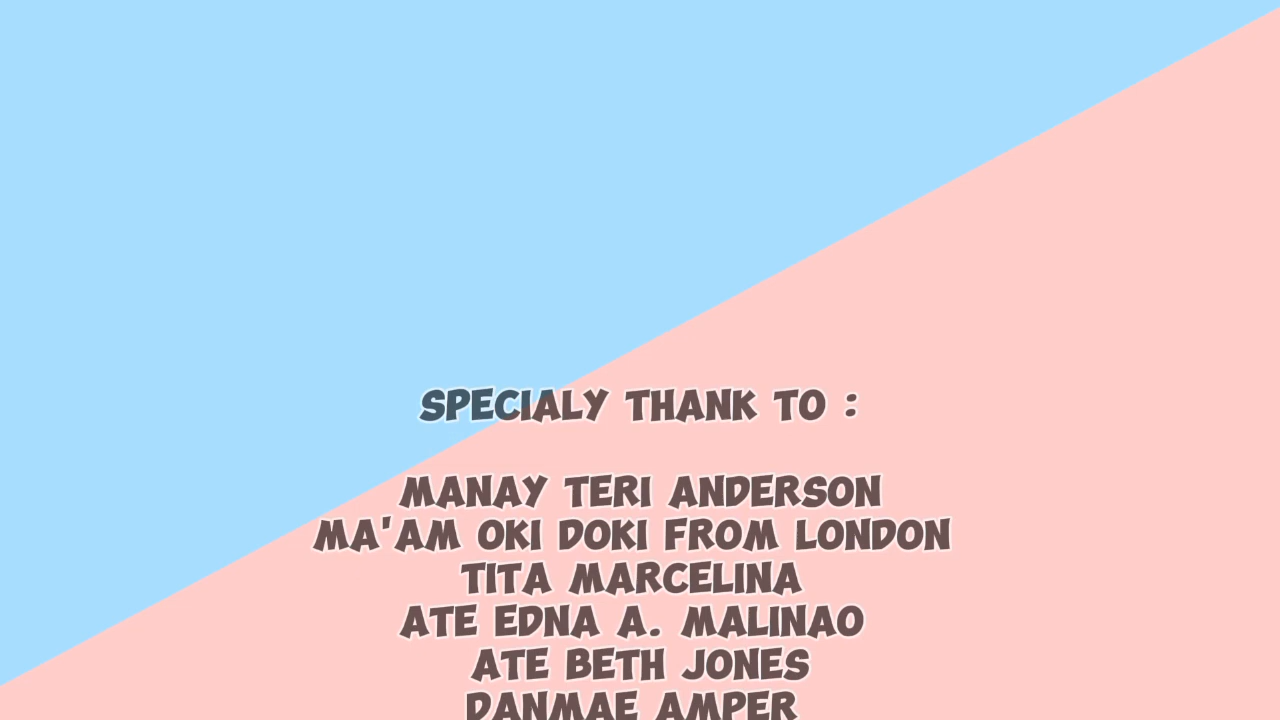 SPECIALY THANK TO :
MANAY TERI ANDERSON
MA'AM OKI DOKI FROM LONDON
TITA MARCELINA
ATE EDNA A. MALINAO
ATE BETH JONES
DANMAE AMPER